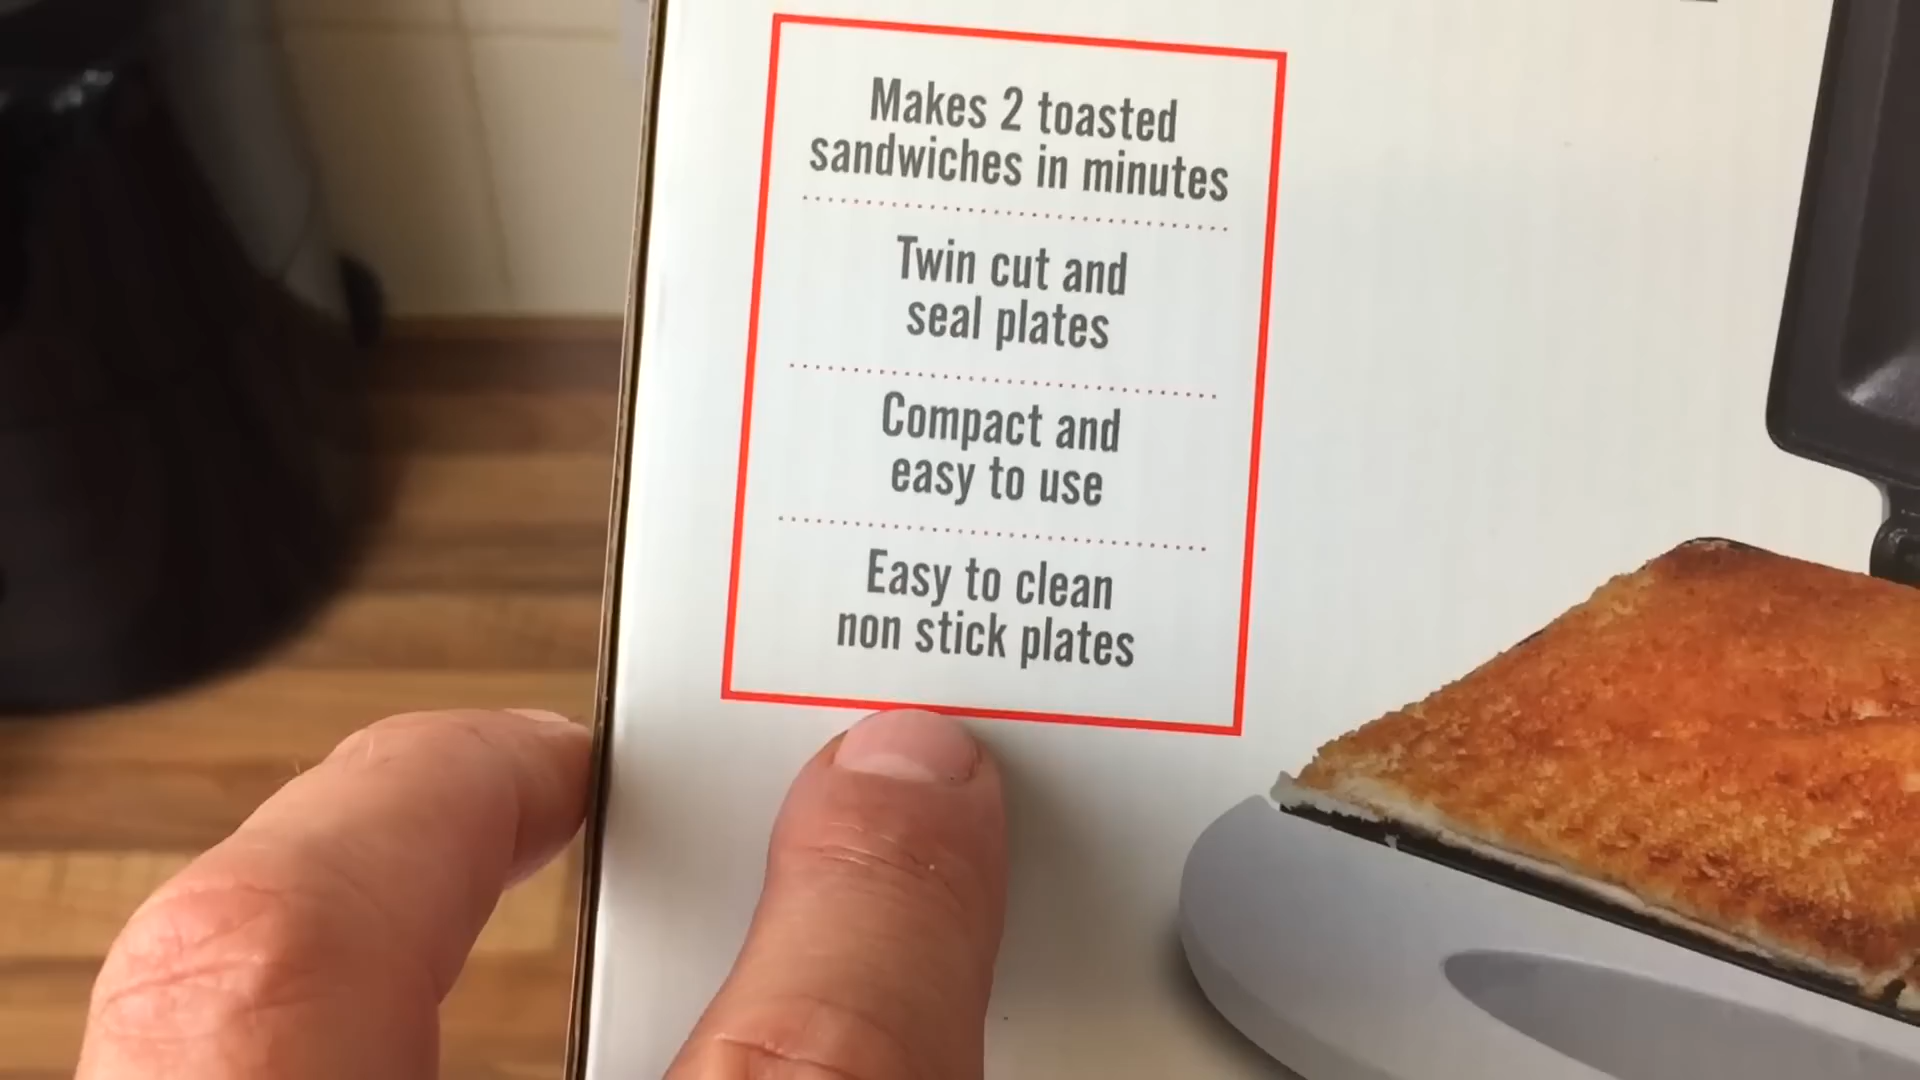 Makes 2 toasted
sandwiches in minutes
Twin cut and
seal plates
Compact and
easy to use
Easy to clean
non stick plates